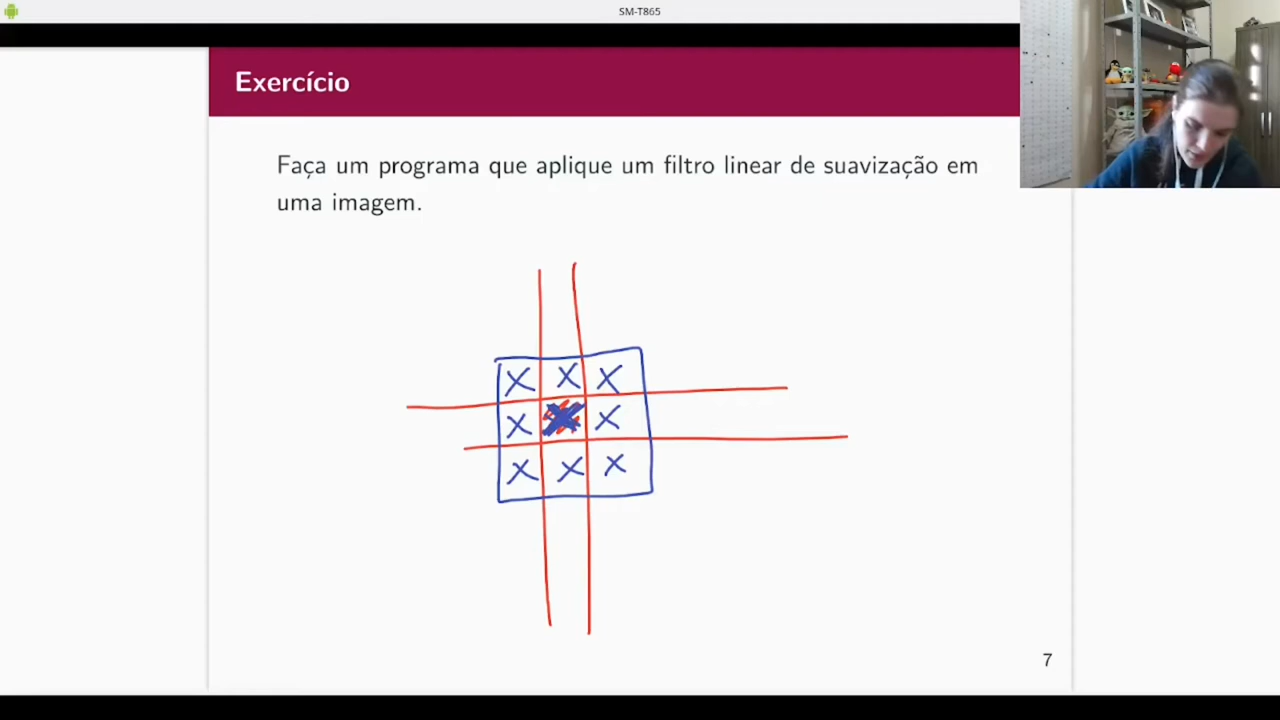 SM-T865
Exercício
Faça um programa que aplique um filtro linear de suavização em
uma imagem.
X X X
X X X
X X X
7